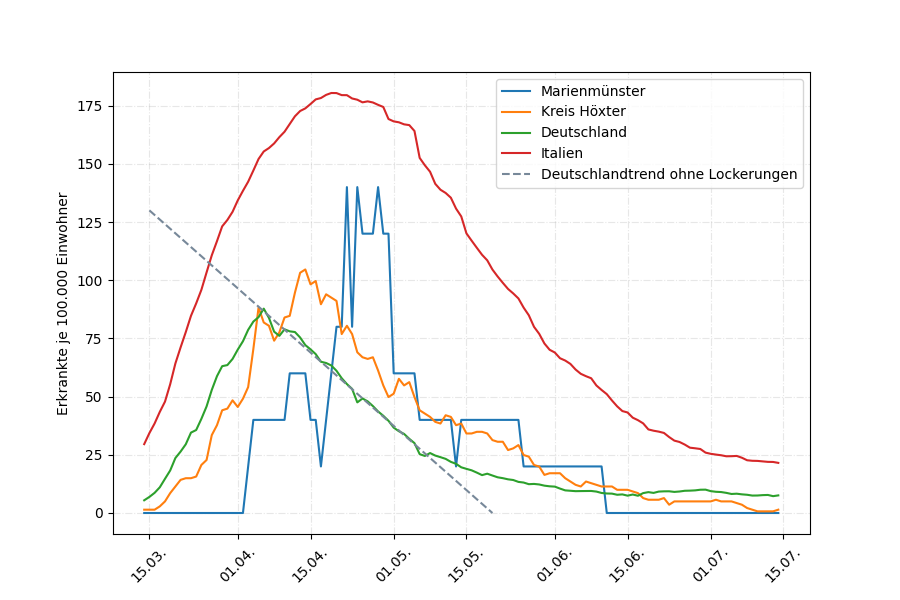 Marienmünster
Kreis Höxter
Deutschland
Italien
Deutschlandtrend ohne Lockerungen
Erkrankte je 100.000 Einwohner
175
150
125
100
75
50
25
0
15.03.
01.04.
15.04.
01.05.
15.05.
01.06.
15.06.
01.07.
15.07.